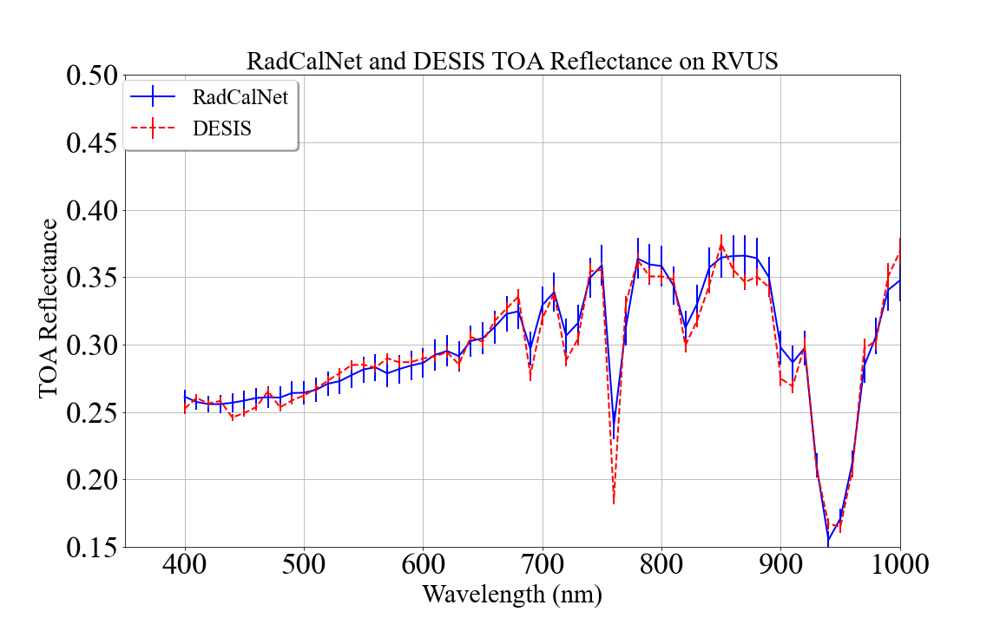 RadCalNet and DESIS TOA Reflectance on RVUS
RadCalNet
DESIS
TOA Reflectance
0.50
0.45
0.40
0.35
0.30
0.25
0.20
0.15
400 500 600 700 800 900 1000
Wavelength (nm)